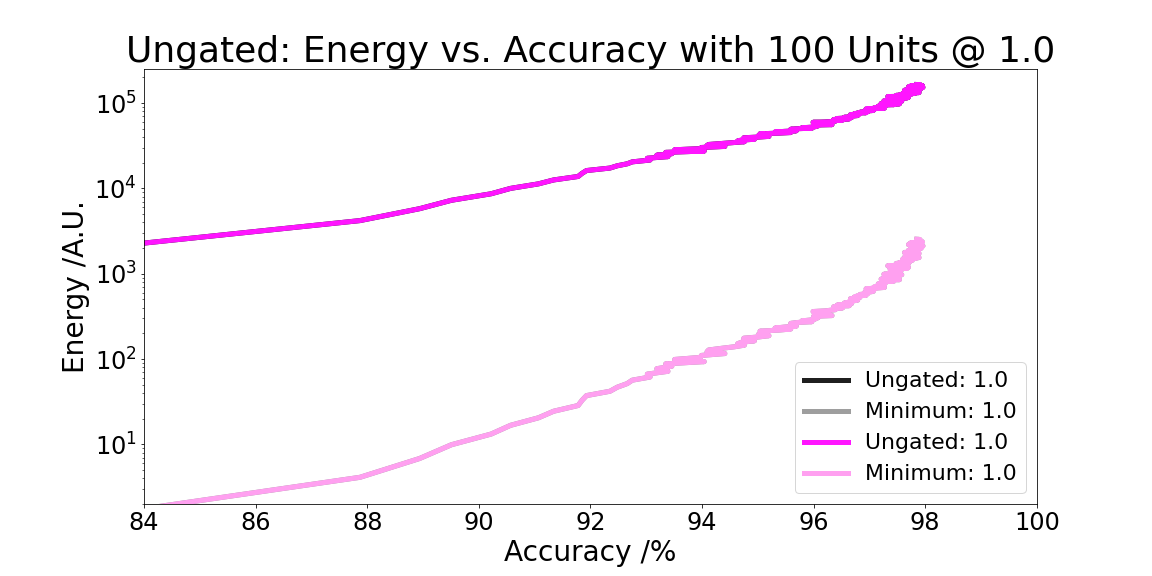 Ungated: Energy vs. Accuracy with 100 Units @ 1.0
10^5
10^4
10^3
10^2
10^1
Energy /A.U.
Ungated: 1.0
Minimum: 1.0
Ungated: 1.0
Minimum: 1.0
84 86 88 90 92 94 96 98 100
Accuracy /%